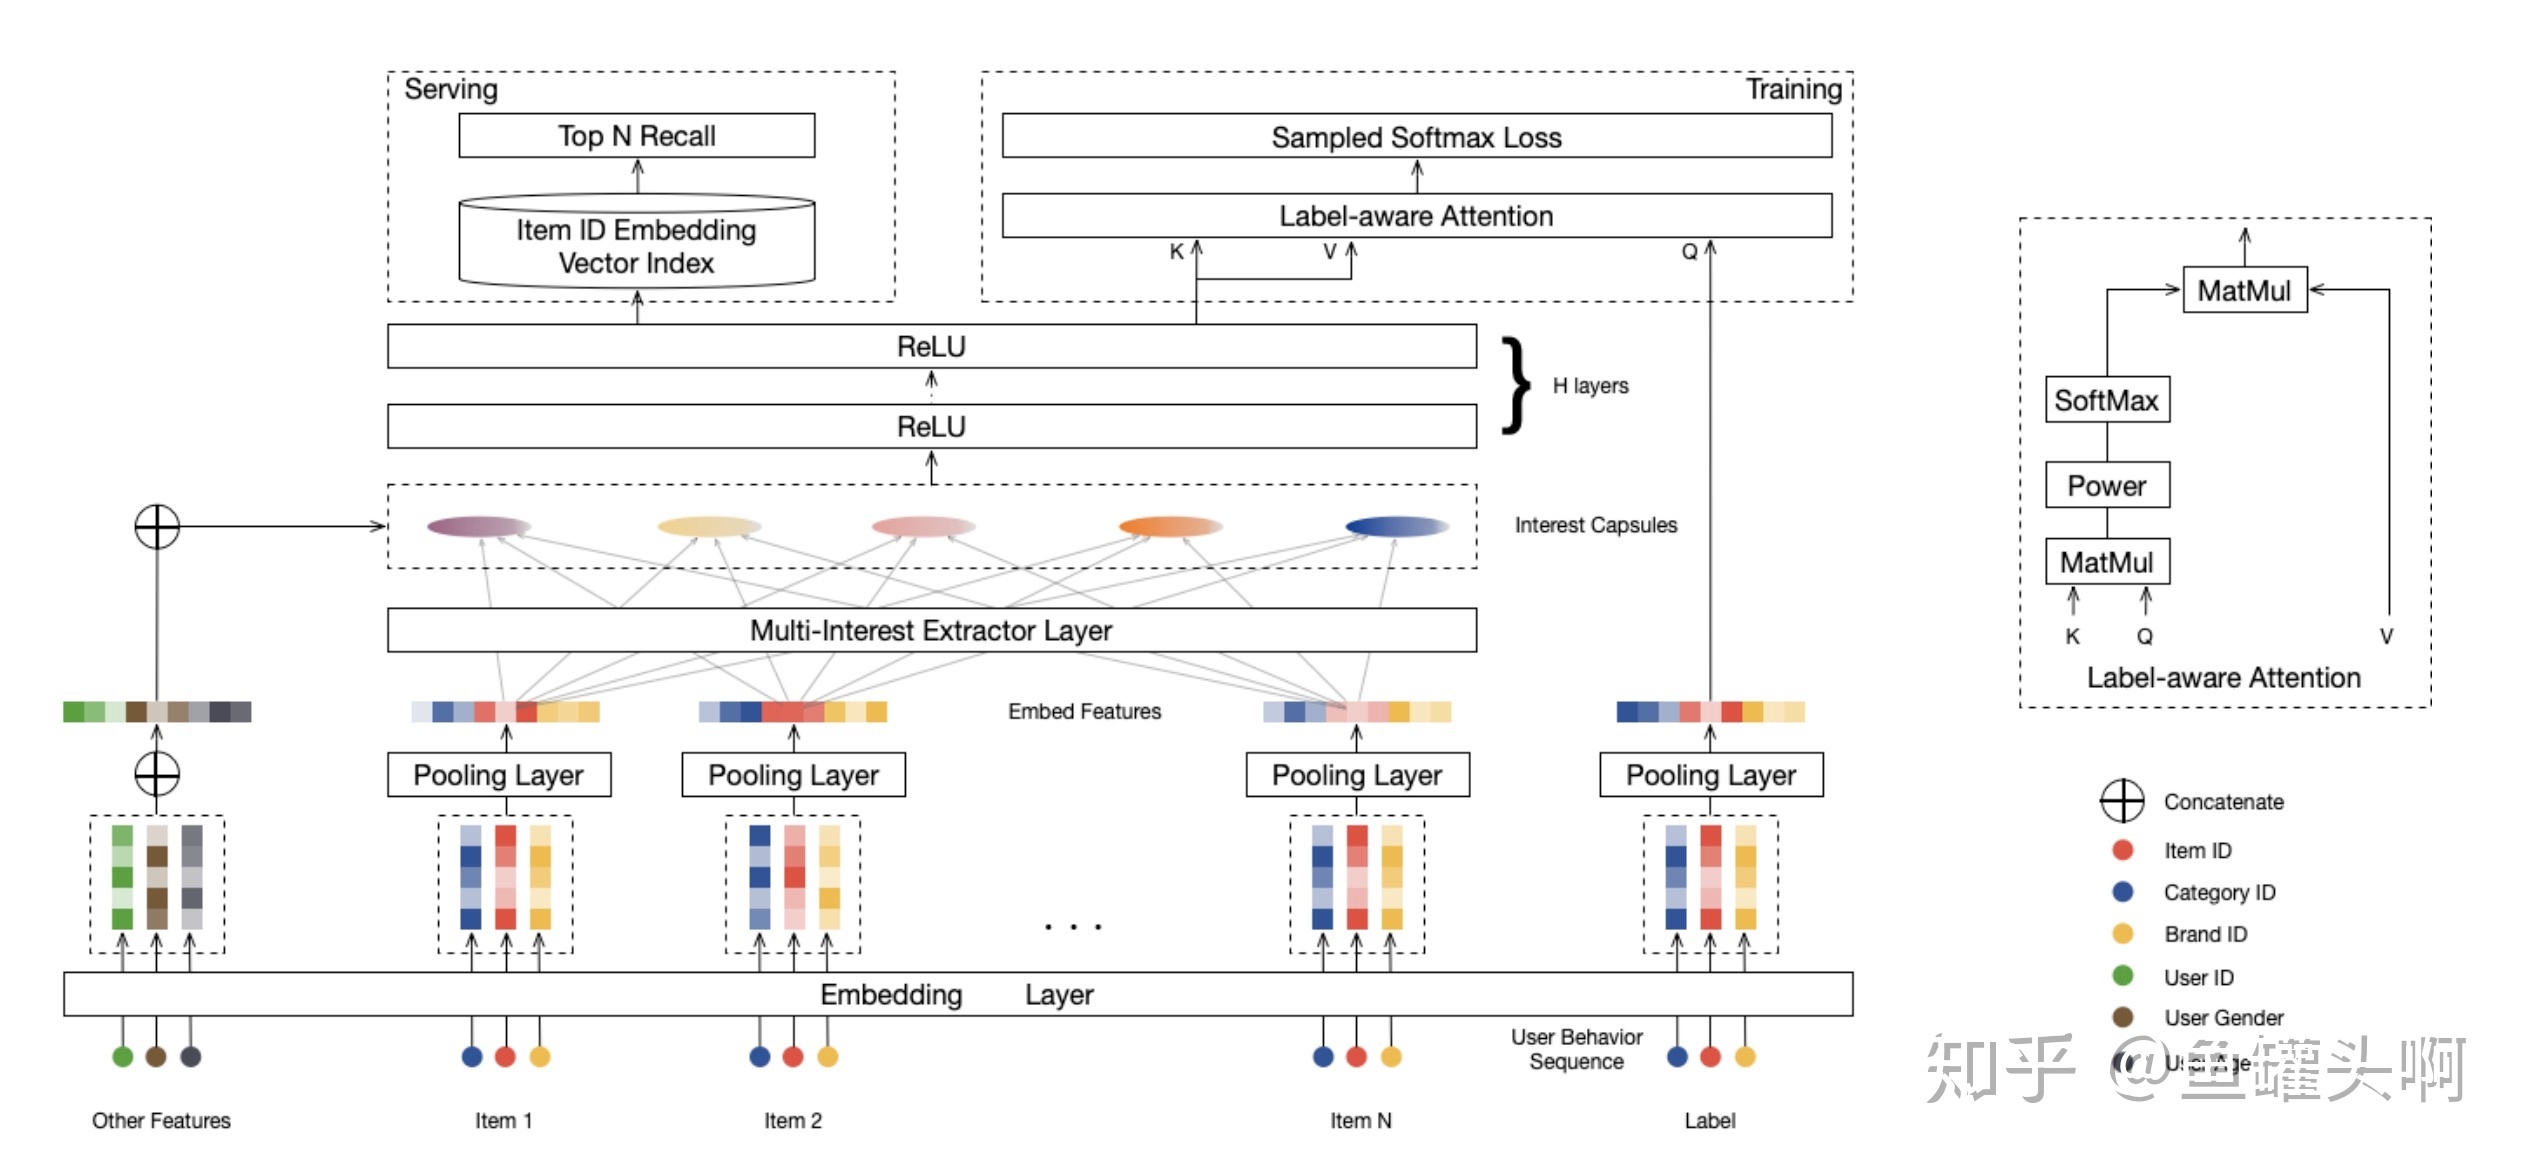 Serving
Top N Recall
Item ID Embedding
Vector Index
Training
Sampled Softmax Loss
Label-aware Attention
K
V
Q
ReLU
ReLU
H layers
Interest Capsules
Multi-Interest Extractor Layer
Embed Features
Pooling Layer
Pooling Layer
Pooling Layer
Pooling Layer
. . .
Embedding Layer
User Behavior
Sequence
Other Features
Item 1
Item 2
Item N
Label
MatMul
SoftMax
Power
MatMul
K
Q
V
Label-aware Attention
Concatenate
Item ID
Category ID
Brand ID
User ID
User Gender
User Age
知乎 @鱼罐头啊